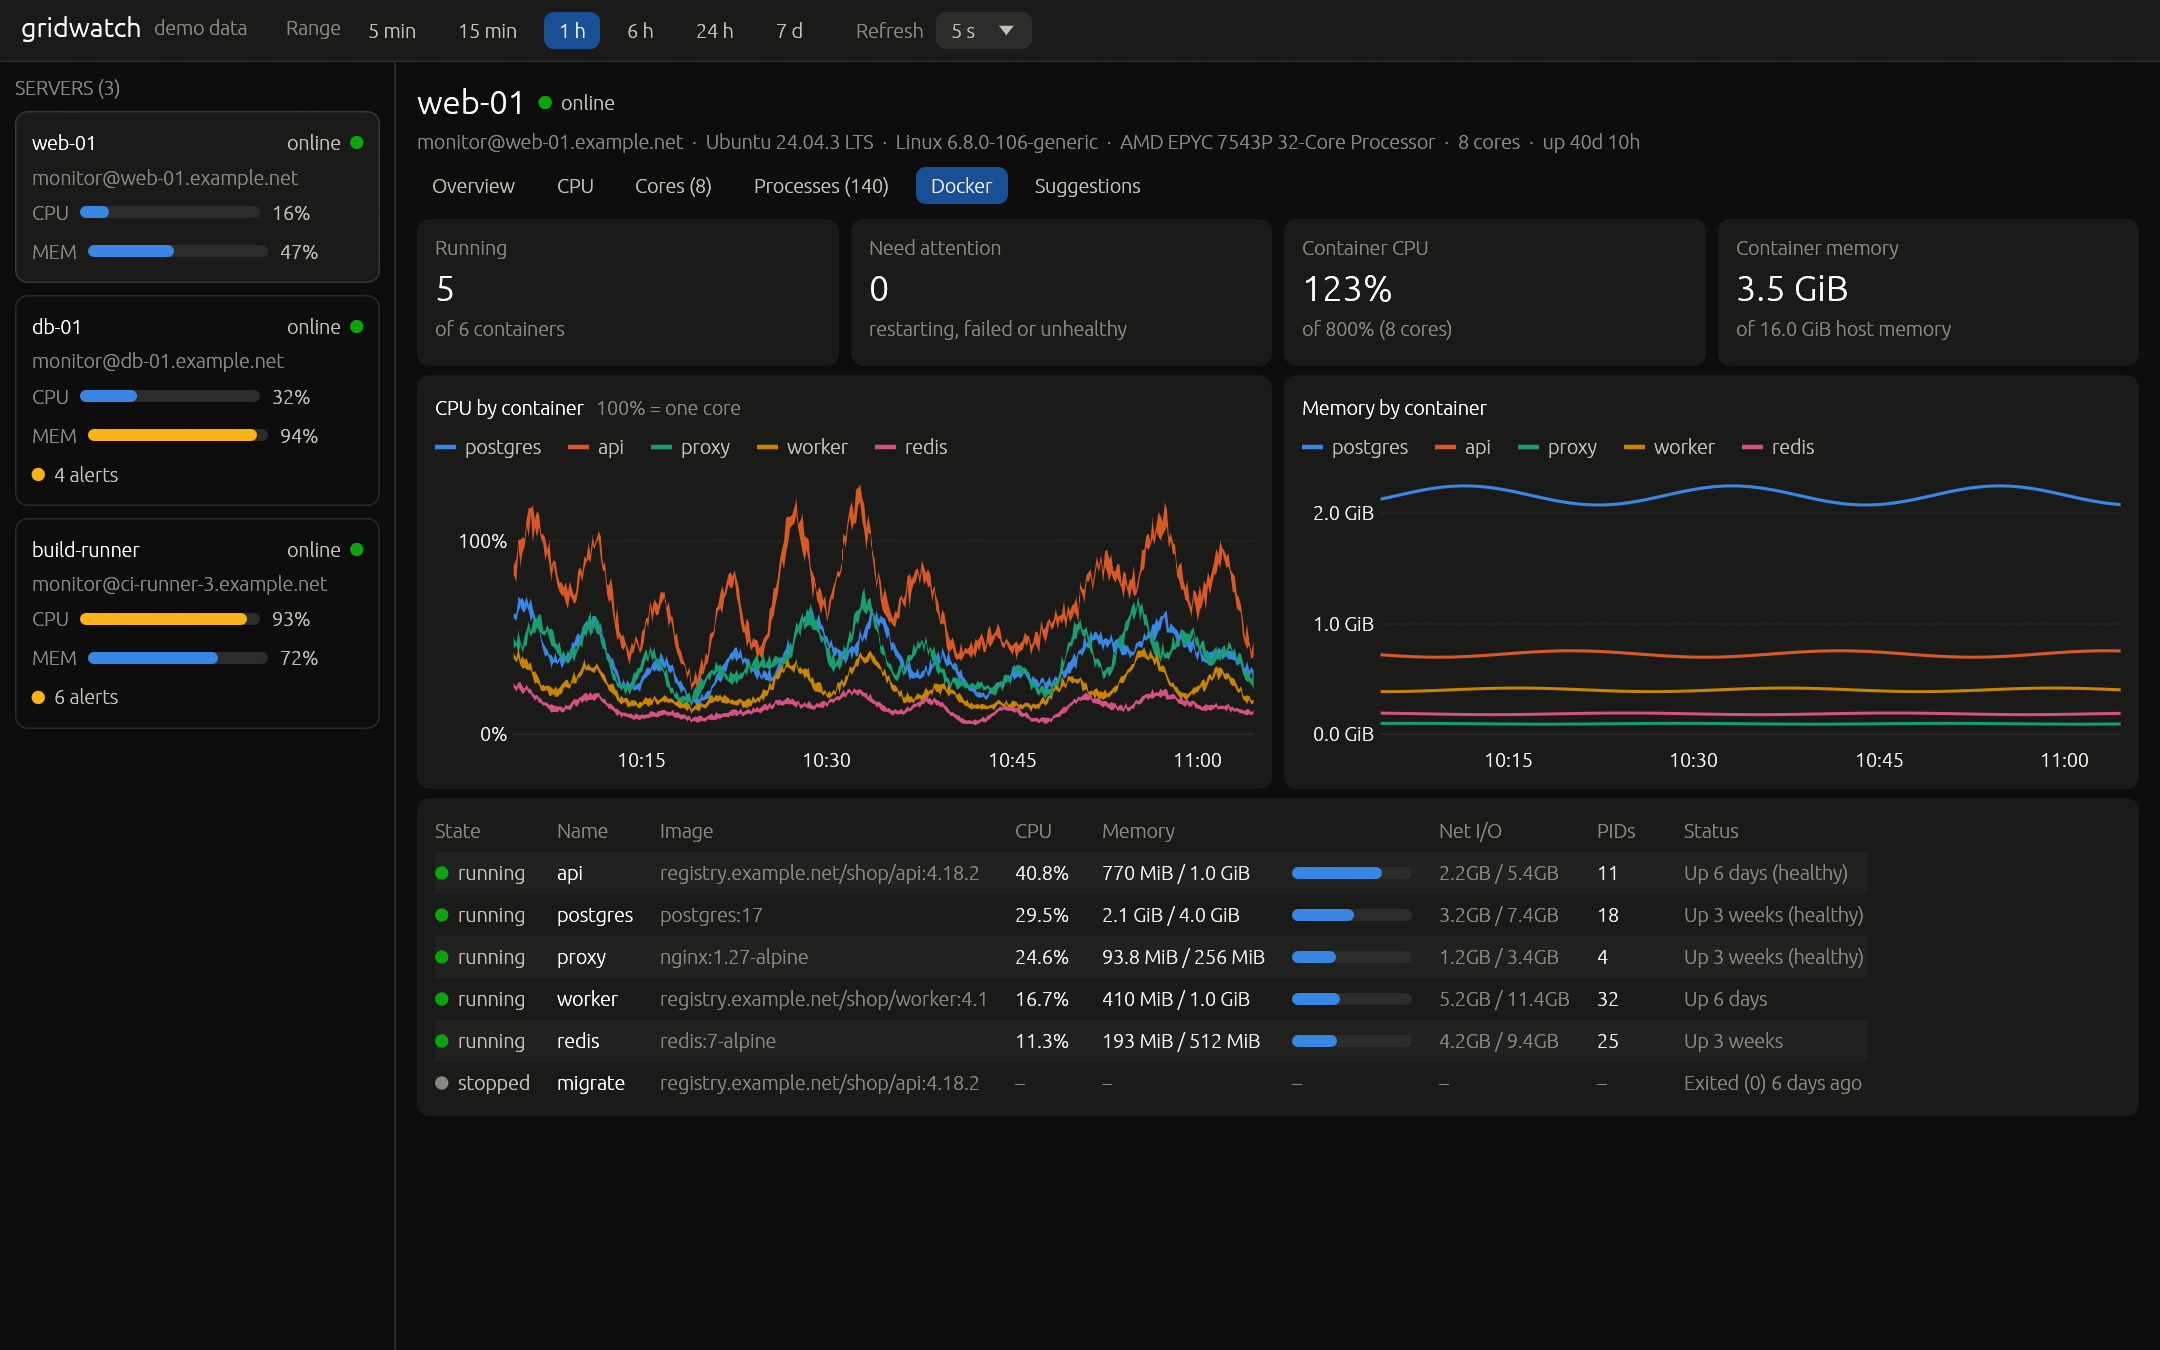 gridwatch demo data Range 5 min 15 min 1 h 6 h 24 h 7 d Refresh 5 s
SERVERS (3)
web-01 online
monitor@web-01.example.net
CPU 16%
MEM 47%
db-01 online
monitor@db-01.example.net
CPU 32%
MEM 94%
4 alerts
build-runner online
monitor@ci-runner-3.example.net
CPU 93%
MEM 72%
6 alerts
web-01 online
monitor@web-01.example.net · Ubuntu 24.04.3 LTS · Linux 6.8.0-106-generic · AMD EPYC 7543P 32-Core Processor · 8 cores · up 40d 10h
Overview CPU Cores (8) Processes (140) Docker Suggestions
Running
5
of 6 containers
Need attention
0
restarting, failed or unhealthy
Container CPU
123%
of 800% (8 cores)
Container memory
3.5 GiB
of 16.0 GiB host memory
CPU by container 100% = one core
postgres api proxy worker redis
100%
0%
10:15 10:30 10:45 11:00
Memory by container
postgres api proxy worker redis
2.0 GiB
1.0 GiB
0.0 GiB
10:15 10:30 10:45 11:00
State Name Image CPU Memory Net I/O PIDs Status
running api registry.example.net/shop/api:4.18.2 40.8% 770 MiB / 1.0 GiB 2.2GB / 5.4GB 11 Up 6 days (healthy)
running postgres postgres:17 29.5% 2.1 GiB / 4.0 GiB 3.2GB / 7.4GB 18 Up 3 weeks (healthy)
running proxy nginx:1.27-alpine 24.6% 93.8 MiB / 256 MiB 1.2GB / 3.4GB 4 Up 3 weeks (healthy)
running worker registry.example.net/shop/worker:4.1 16.7% 410 MiB / 1.0 GiB 5.2GB / 11.4GB 32 Up 6 days
running redis redis:7-alpine 11.3% 193 MiB / 512 MiB 4.2GB / 9.4GB 25 Up 3 weeks
stopped migrate registry.example.net/shop/api:4.18.2 – – – – – Exited (0) 6 days ago